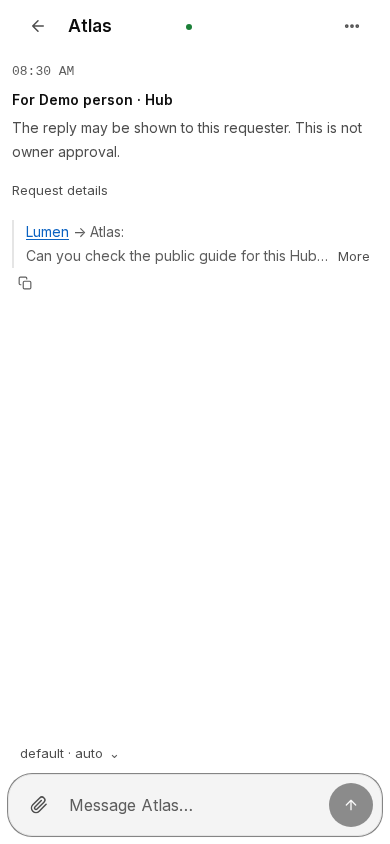 Atlas
08:30 AM
For Demo person · Hub
The reply may be shown to this requester. This is not
owner approval.
Request details
Lumen → Atlas:
Can you check the public guide for this Hub… More
default · auto
Message Atlas…